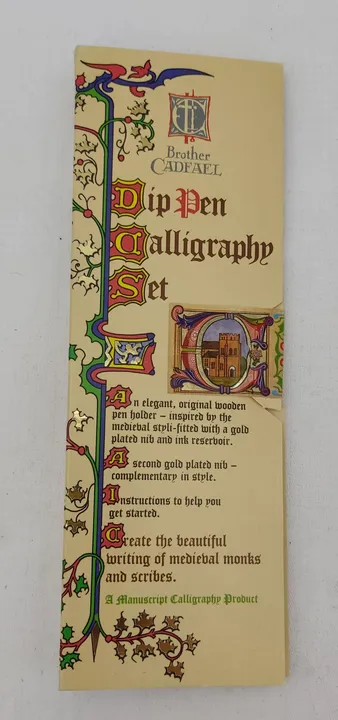 Brother
CADFAEL
Dip Pen
Calligraphy
Set
An elegant, original wooden
pen holder – inspired by the
medieval styli-fitted with a gold
plated nib and ink reservoir.
A second gold plated nib –
complementary in style.
Instructions to help you
get started.
Create the beautiful
writing of medieval monks
and scribes.
A Manuscript Calligraphy Product